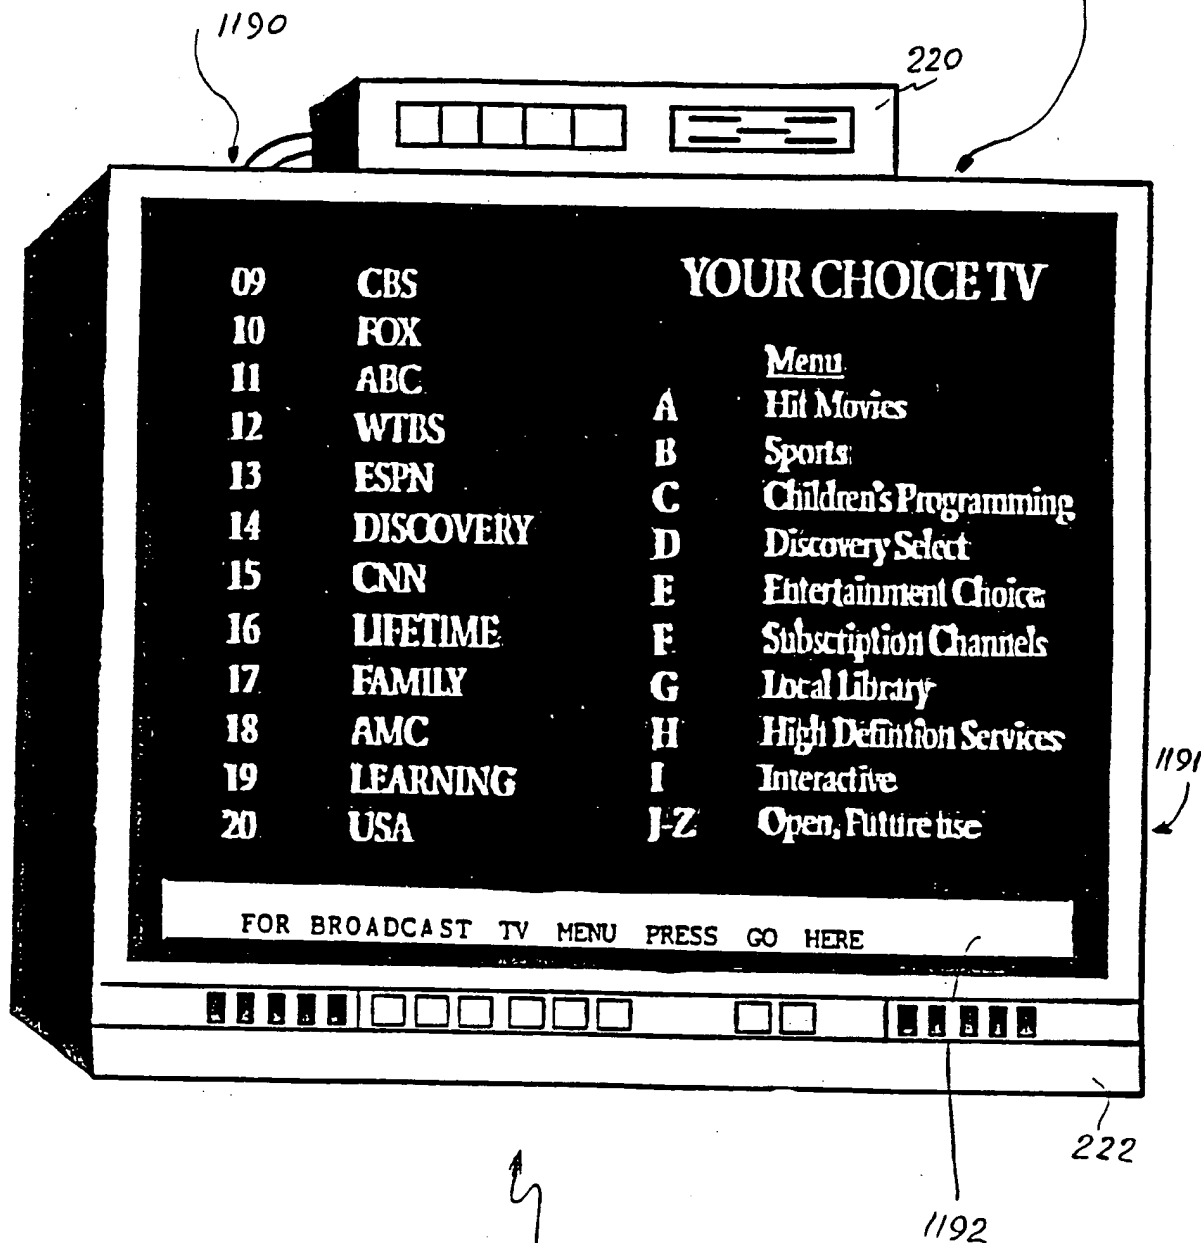 1190
220
YOUR CHOICE TV
09 CBS
10 FOX
11 ABC
12 WTBS
13 ESPN
14 DISCOVERY
15 CNN
16 LIFETIME
17 FAMILY
18 AMC
19 LEARNING
20 USA
Menu
A Hit Movies
B Sports
C Children's Programming
D Discovery Select
E Entertainment Choice
F Subscription Channels
G Local Library
H High Defintion Services
I Interactive
J-Z Open, Future use
1191
FOR BROADCAST TV MENU PRESS GO HERE
222
1192